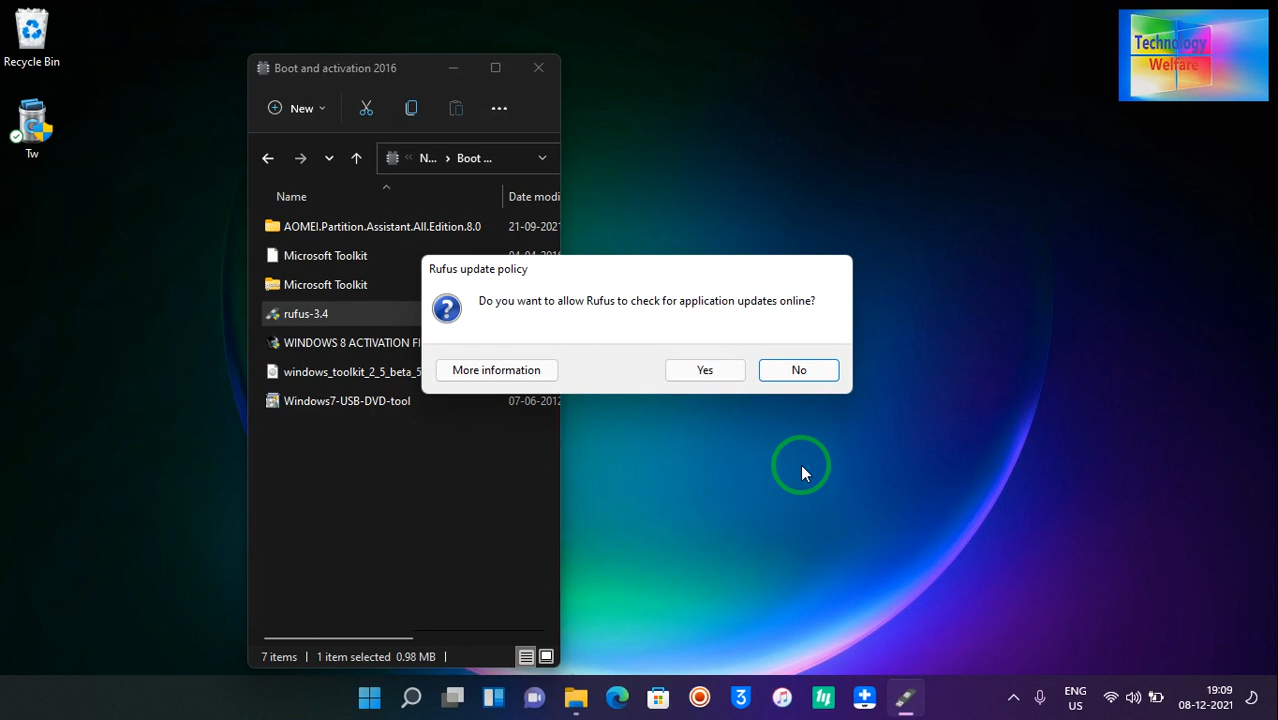 Recycle Bin
Tw
Technology
Welfare
Boot and activation 2016
New
N... › Boot ...
Name
Date modi
AOMEI.Partition.Assistant.All.Edition.8.0
21-09-2021
Microsoft Toolkit
Microsoft Toolkit
rufus-3.4
WINDOWS 8 ACTIVATION FI
windows_toolkit_2_5_beta_5
Windows7-USB-DVD-tool
07-06-2012
Rufus update policy
Do you want to allow Rufus to check for application updates online?
More information
Yes
No
7 items
1 item selected 0.98 MB
ENG
US
19:09
08-12-2021